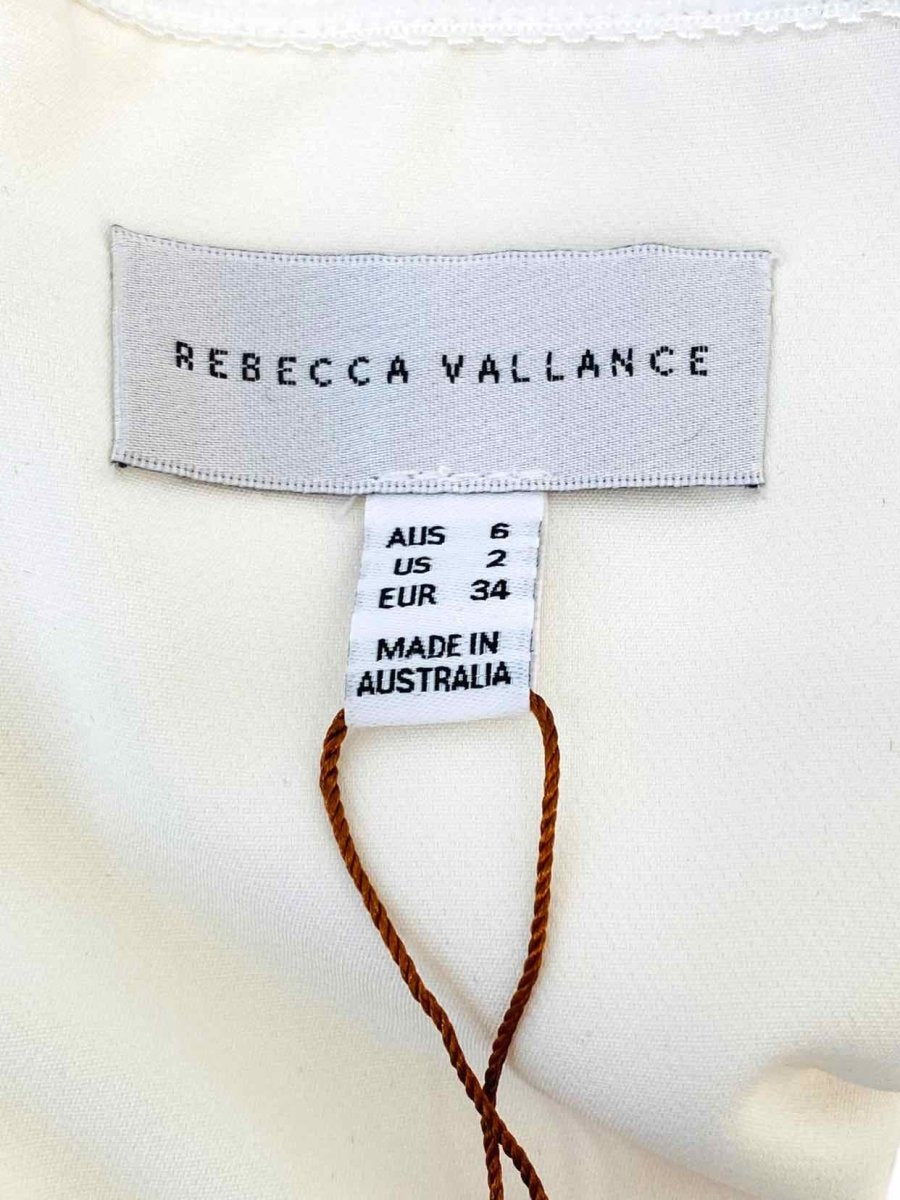 REBECCA VALLANCE
AUS 6
US 2
EUR 34
MADE IN
AUSTRALIA